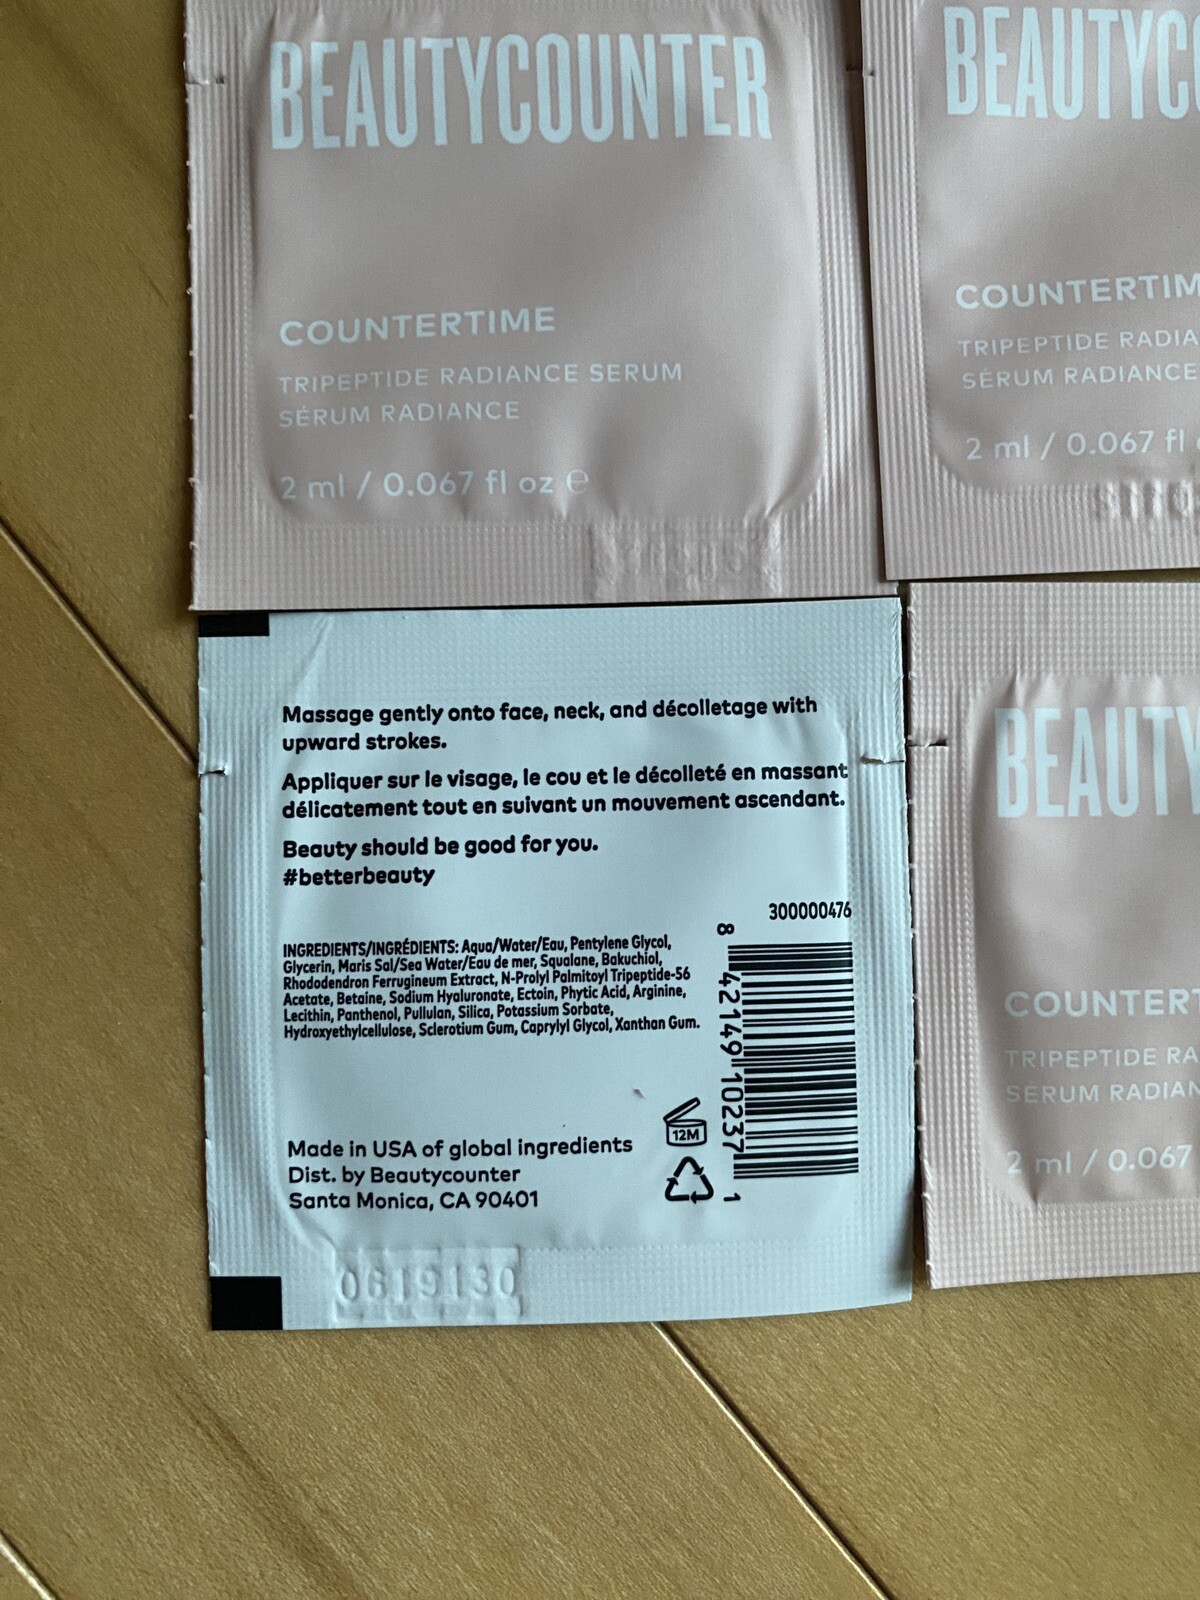 BEAUTYCOUNTER
COUNTERTIME
TRIPEPTIDE RADIANCE SERUM
SÉRUM RADIANCE
2 ml / 0.067 fl oz ℮
BEAUTYC
COUNTERTIM
TRIPEPTIDE RADIA
SÉRUM RADIANCE
2 ml / 0.067 fl
Massage gently onto face, neck, and décolletage with
upward strokes.
Appliquer sur le visage, le cou et le décolleté en massant
délicatement tout en suivant un mouvement ascendant.
Beauty should be good for you.
#betterbeauty
300000476
INGREDIENTS/INGRÉDIENTS: Aqua/Water/Eau, Pentylene Glycol,
Glycerin, Maris Sal/Sea Water/Eau de mer, Squalane, Bakuchiol,
Rhododendron Ferrugineum Extract, N-Prolyl Palmitoyl Tripeptide-56
Acetate, Betaine, Sodium Hyaluronate, Ectoin, Phytic Acid, Arginine,
Lecithin, Panthenol, Pullulan, Silica, Potassium Sorbate,
Hydroxyethylcellulose, Sclerotium Gum, Caprylyl Glycol, Xanthan Gum.
8 42149 10237 1
12M
Made in USA of global ingredients
Dist. by Beautycounter
Santa Monica, CA 90401
0619130
BEAUTY
COUNTERT
TRIPEPTIDE RA
SÉRUM RADIAN
2 ml / 0.067